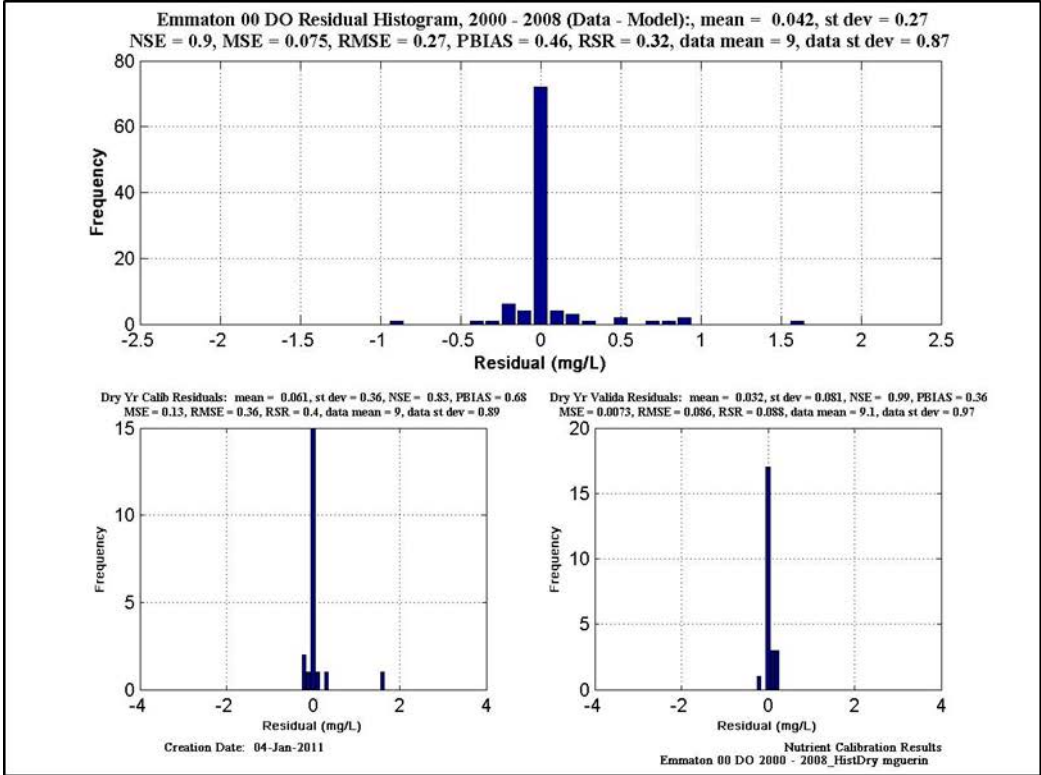 Emmaton 00 DO Residual Histogram, 2000 - 2008 (Data - Model):, mean = 0.042, st dev = 0.27
NSE = 0.9, MSE = 0.075, RMSE = 0.27, PBIAS = 0.46, RSR = 0.32, data mean = 9, data st dev = 0.87
80
60
40
20
0
Frequency
-2.5 -2 -1.5 -1 -0.5 0 0.5 1 1.5 2 2.5
Residual (mg/L)
Dry Yr Calib Residuals: mean = 0.061, st dev = 0.36, NSE = 0.83, PBIAS = 0.68
MSE = 0.13, RMSE = 0.36, RSR = 0.4, data mean = 9, data st dev = 0.89
15
10
5
0
Frequency
-4 -2 0 2 4
Residual (mg/L)
Dry Yr Valida Residuals: mean = 0.032, st dev = 0.081, NSE = 0.99, PBIAS = 0.36
MSE = 0.0073, RMSE = 0.086, RSR = 0.088, data mean = 9.1, data st dev = 0.97
20
15
10
5
0
Frequency
-4 -2 0 2 4
Residual (mg/L)
Creation Date: 04-Jan-2011
Nutrient Calibration Results
Emmaton 00 DO 2000 - 2008_HistDry mguerin